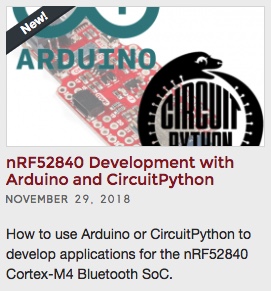 New!
ARDUINO
CIRCUIT
PYTHON
nRF52840 Development with
Arduino and CircuitPython
NOVEMBER 29, 2018
How to use Arduino or CircuitPython to
develop applications for the nRF52840
Cortex-M4 Bluetooth SoC.